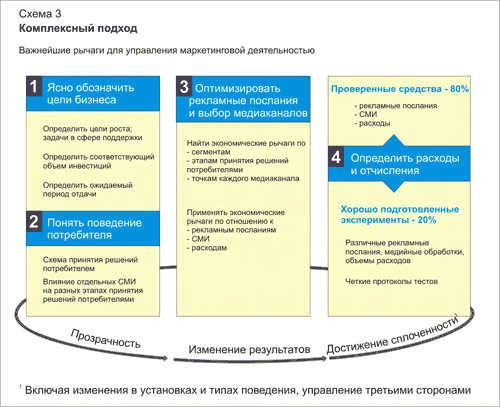 Схема 3
Комплексный подход
Важнейшие рычаги для управления маркетинговой деятельностью
1 Ясно обозначить
цели бизнеса
Определить цели роста;
задачи в сфере поддержки
Определить соответствующий
объем инвестиций
Определить ожидаемый
период отдачи
2 Понять поведение
потребителя
Схема принятия решений
потребителем
Влияние отдельных СМИ
на разных этапах принятия
решений потребителями
3 Оптимизировать
рекламные послания
и выбор медиаканалов
Найти экономические рычаги по
- сегментам
- этапам принятия решений
потребителями
- точкам каждого медиаканала
Применять экономические
рычаги по отношению к
- рекламным посланиям
- СМИ
- расходам
Проверенные средства - 80%
- рекламные послания
- СМИ
- расходы
4 Определить расходы
и отчисления
Хорошо подготовленные
эксперименты - 20%
Различные рекламные
послания, медийные обработки,
объемы расходов
Четкие протоколы тестов
Прозрачность
Изменение результатов
Достижение сплоченности¹
¹ Включая изменения в установках и типах поведения, управление третьими сторонами